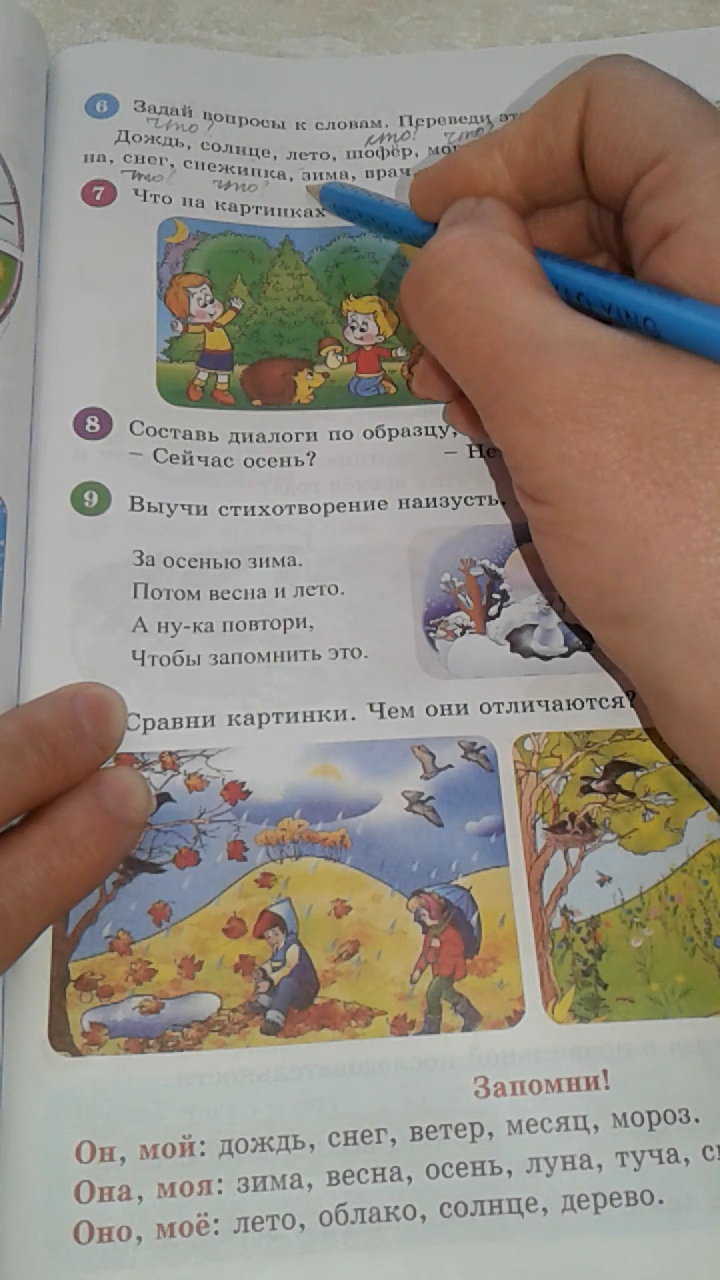 6 Задай вопросы к словам. Переведи
что?
кто? что?
Дождь, солнце, лето, шофёр,
на, снег, снежинка, зима, врач
что?
7 Что на картинках
8 Составь диалоги по образцу,
– Сейчас осень? – Не
9 Выучи стихотворение наизусть.
За осенью зима.
Потом весна и лето.
А ну-ка повтори,
Чтобы запомнить это.
Сравни картинки. Чем они отличаются?
Запомни!
Он, мой: дождь, снег, ветер, месяц, мороз.
Она, моя: зима, весна, осень, луна, туча,
Оно, моё: лето, облако, солнце, дерево.